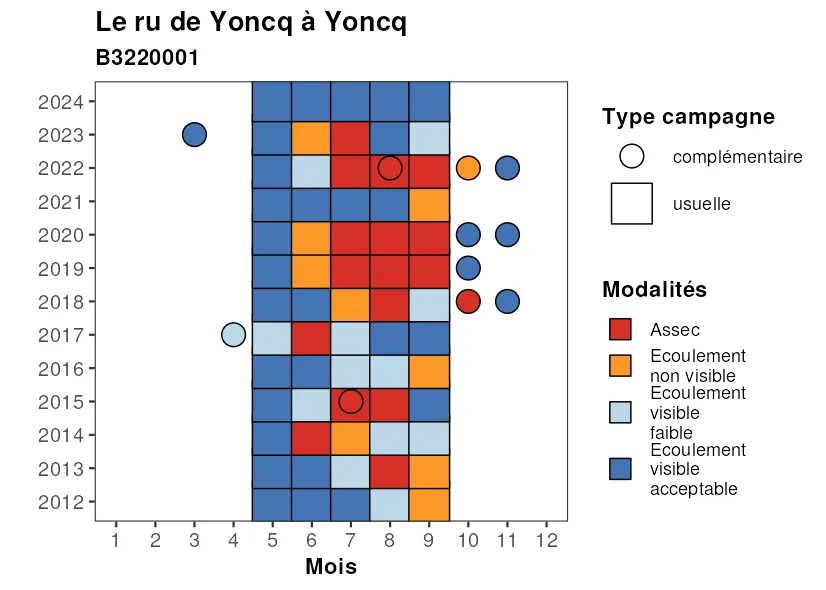 Le ru de Yoncq à Yoncq
B3220001
2024
2023
2022
2021
2020
2019
2018
2017
2016
2015
2014
2013
2012
1 2 3 4 5 6 7 8 9 10 11 12
Mois
Type campagne
complémentaire
usuelle
Modalités
Assec
Ecoulement
non visible
Ecoulement
visible
faible
Ecoulement
visible
acceptable